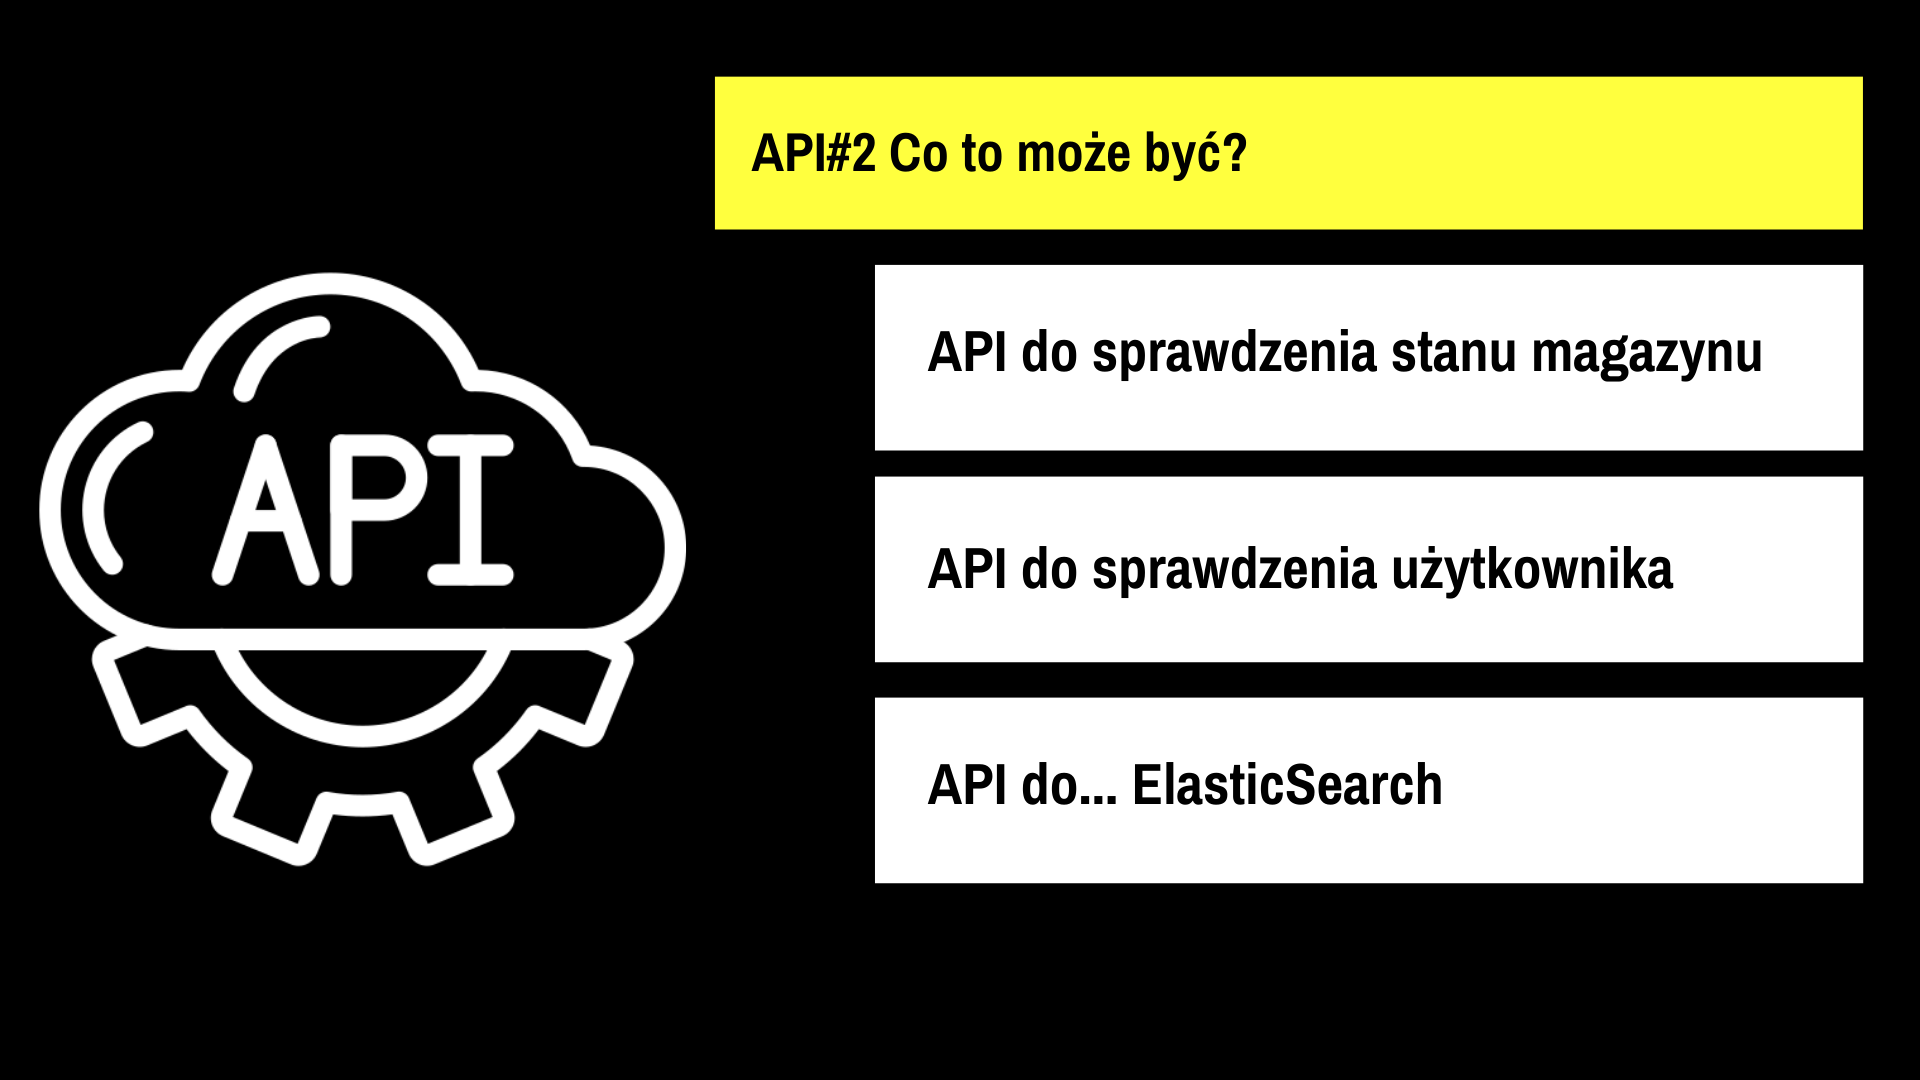 API#2 Co to może być?
API
API do sprawdzenia stanu magazynu
API do sprawdzenia użytkownika
API do... ElasticSearch